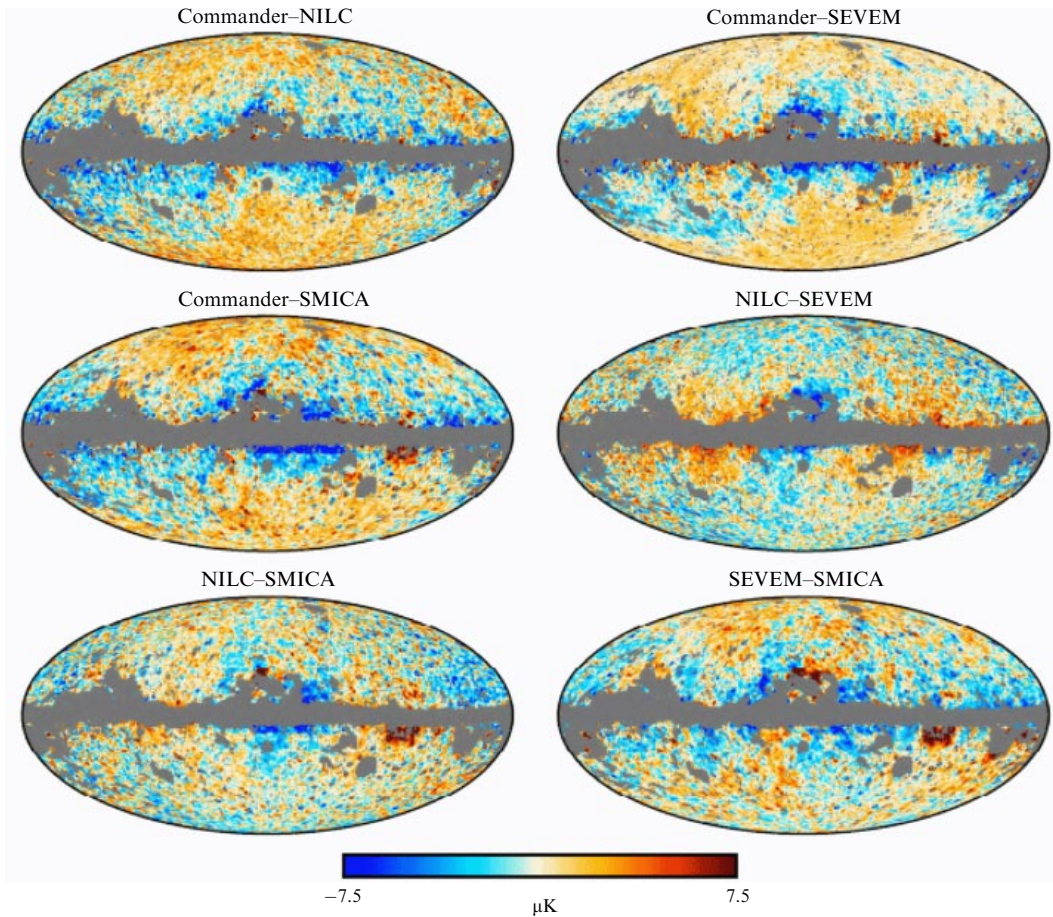 Commander–NILC
Commander–SEVEM
Commander–SMICA
NILC–SEVEM
NILC–SMICA
SEVEM–SMICA
−7.5
7.5
μK